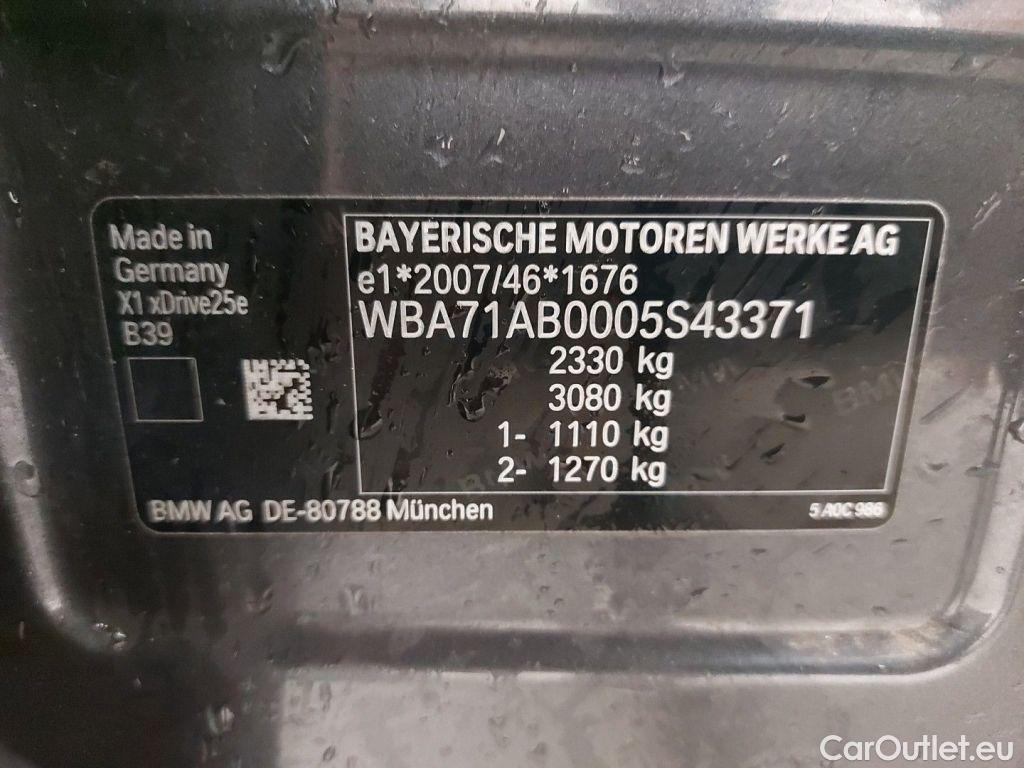 Made in
Germany
X1 xDrive25e
B39
BAYERISCHE MOTOREN WERKE AG
e1*2007/46*1676
WBA71AB0005S43371
2330 kg
3080 kg
1- 1110 kg
2- 1270 kg
BMW AG DE-80788 München
5 A0C 986
CarOutlet.eu